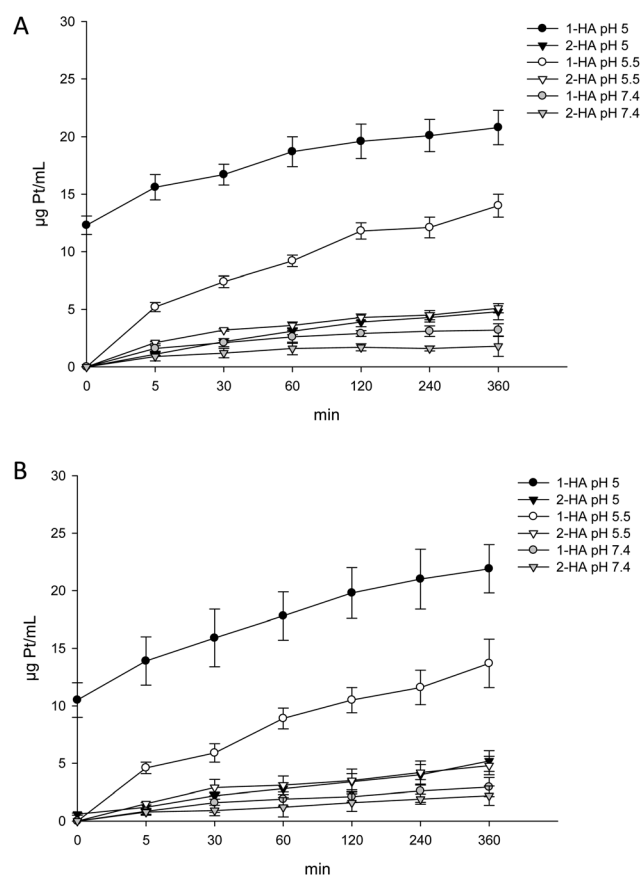 A
30
25
20
15
10
5
0
µg Pt/mL
0 5 30 60 120 240 360
min
1-HA pH 5
2-HA pH 5
1-HA pH 5.5
2-HA pH 5.5
1-HA pH 7.4
2-HA pH 7.4
B
30
25
20
15
10
5
0
µg Pt/mL
0 5 30 60 120 240 360
min
1-HA pH 5
2-HA pH 5
1-HA pH 5.5
2-HA pH 5.5
1-HA pH 7.4
2-HA pH 7.4